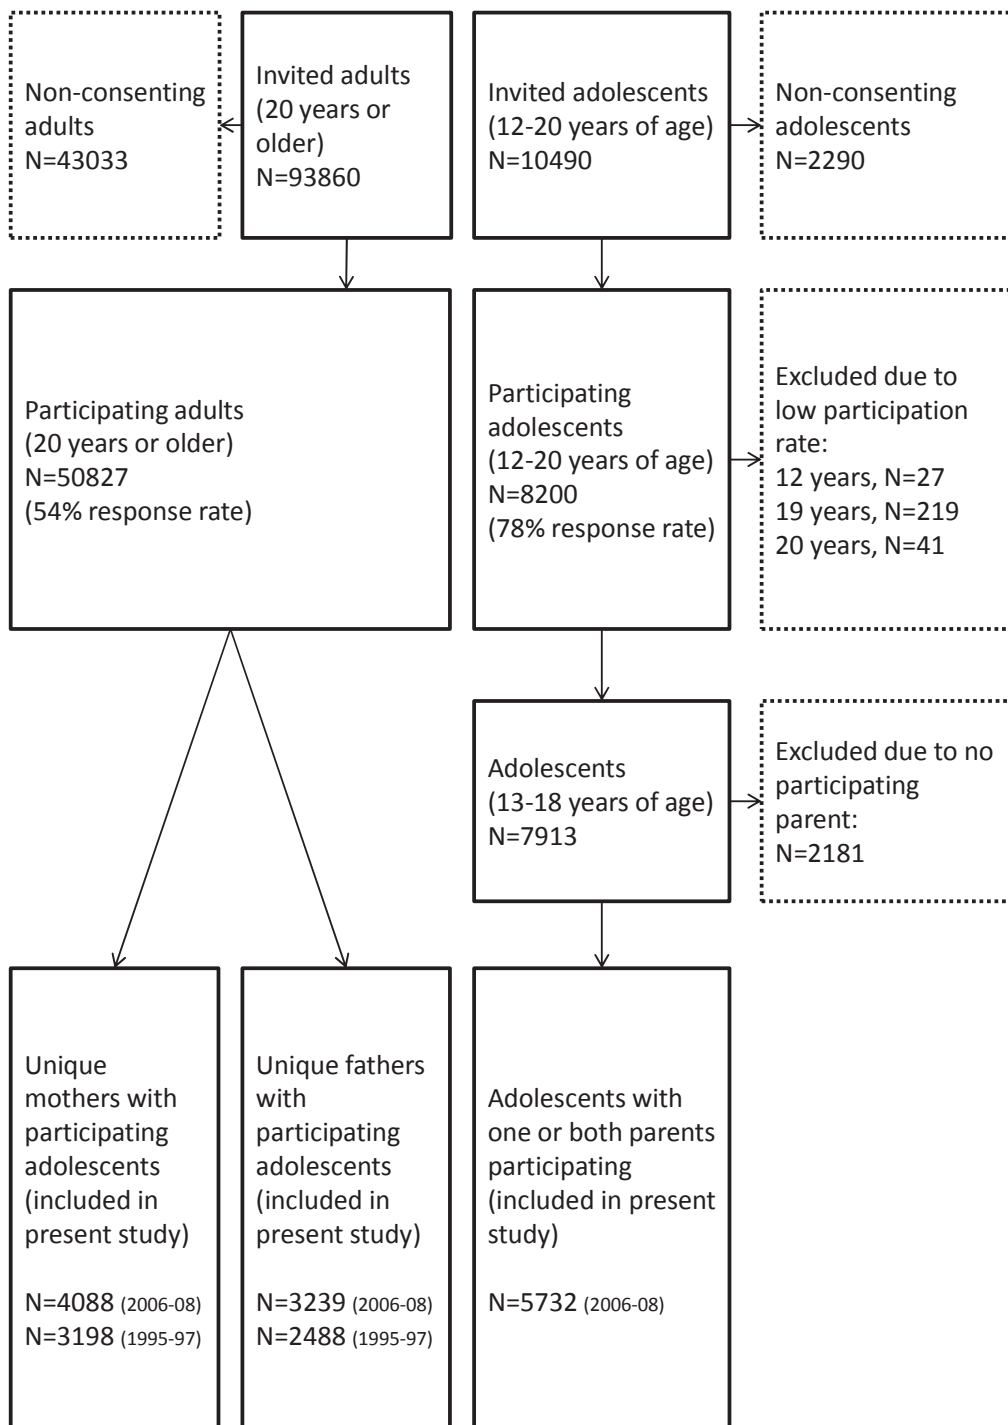 Non-consenting
adults
N=43033
Invited adults
(20 years or
older)
N=93860
Invited adolescents
(12-20 years of age)
N=10490
Non-consenting
adolescents
N=2290
Participating adults
(20 years or older)
N=50827
(54% response rate)
Participating
adolescents
(12-20 years of age)
N=8200
(78% response rate)
Excluded due to
low participation
rate:
12 years, N=27
19 years, N=219
20 years, N=41
Adolescents
(13-18 years of age)
N=7913
Excluded due to no
participating
parent:
N=2181
Unique
mothers with
participating
adolescents
(included in
present study)
N=4088 (2006-08)
N=3198 (1995-97)
Unique fathers
with
participating
adolescents
(included in
present study)
N=3239 (2006-08)
N=2488 (1995-97)
Adolescents with
one or both parents
participating
(included in present
study)
N=5732 (2006-08)